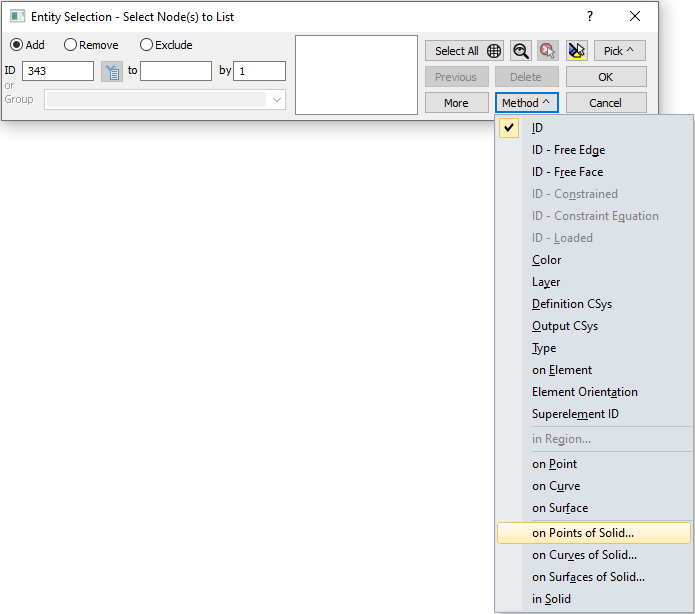 Entity Selection - Select Node(s) to List ?
Add Remove Exclude Select All Pick ^
ID 343 to by 1 Previous Delete OK
or
Group More Method ^ Cancel
ID
ID - Free Edge
ID - Free Face
ID - Constrained
ID - Constraint Equation
ID - Loaded
Color
Layer
Definition CSys
Output CSys
Type
on Element
Element Orientation
Superelement ID
in Region...
on Point
on Curve
on Surface
on Points of Solid...
on Curves of Solid...
on Surfaces of Solid...
in Solid